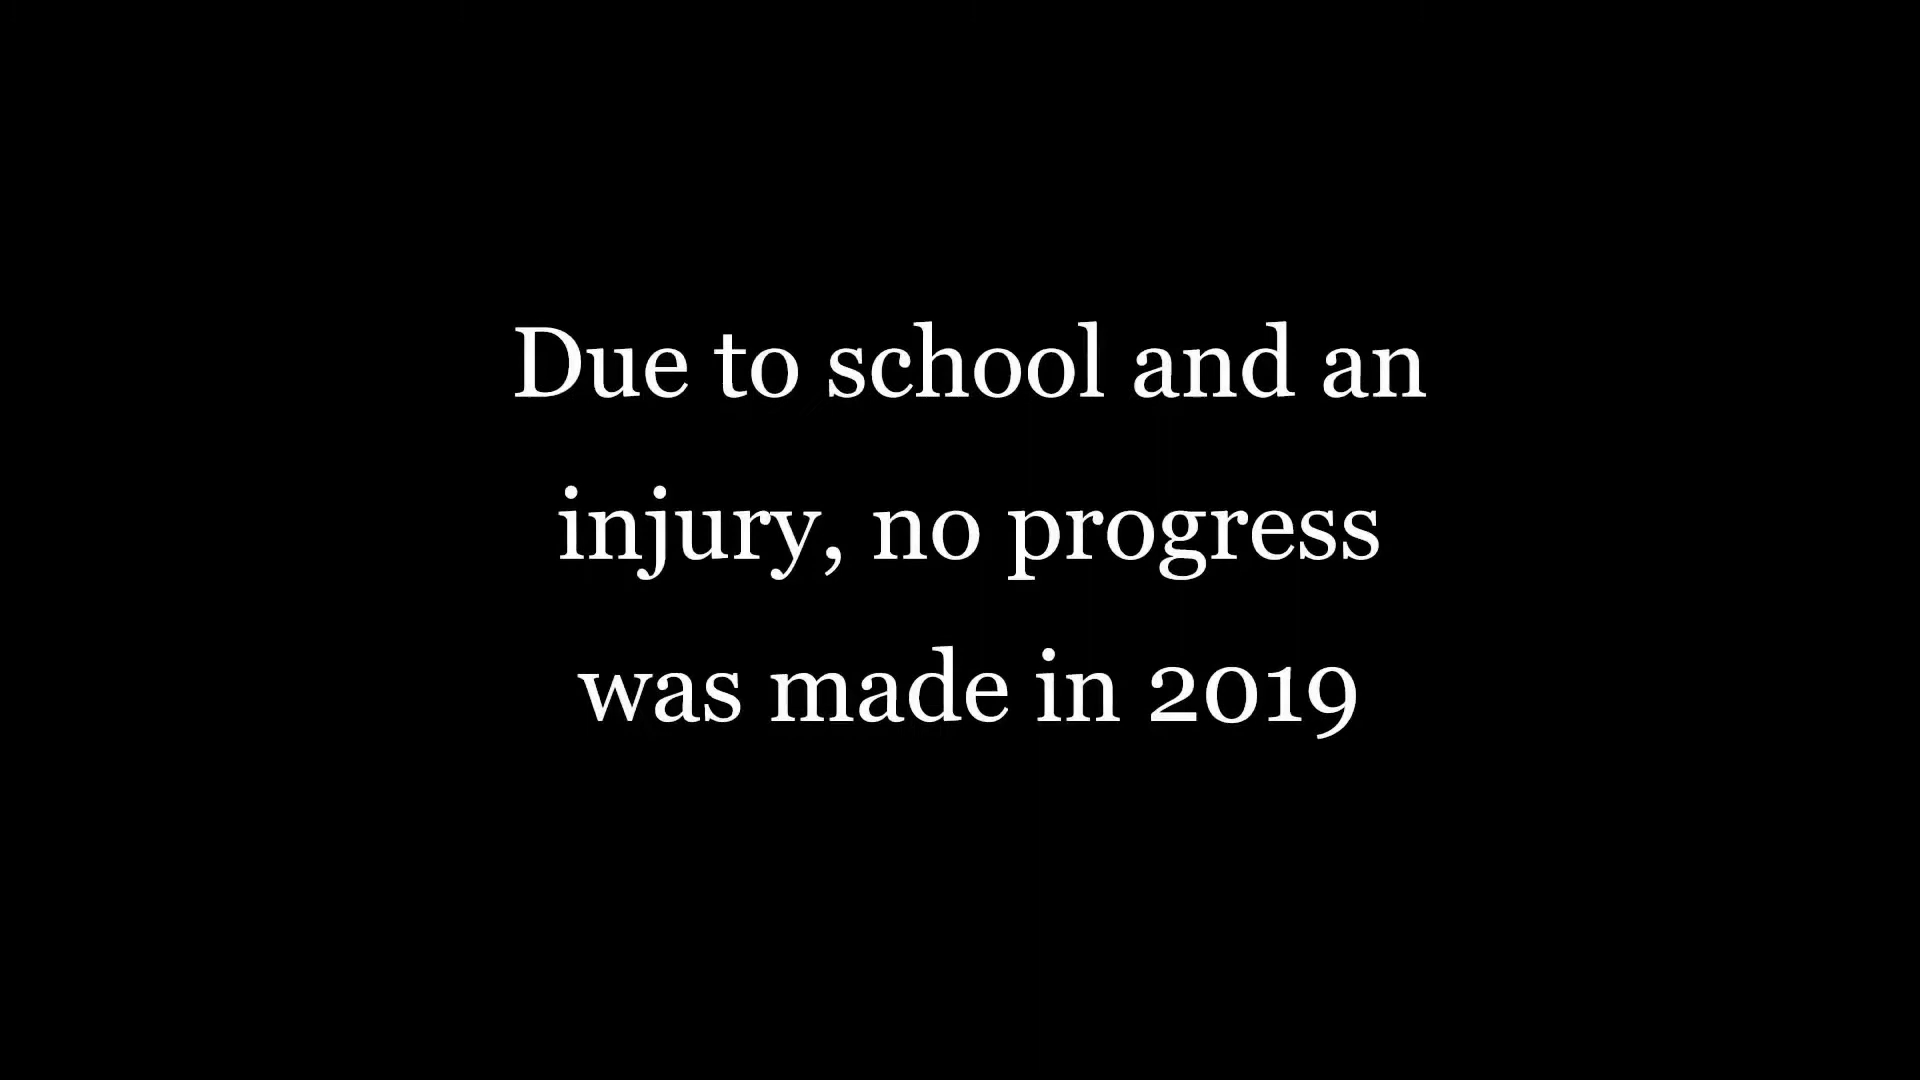 Due to school and an
injury, no progress
was made in 2019